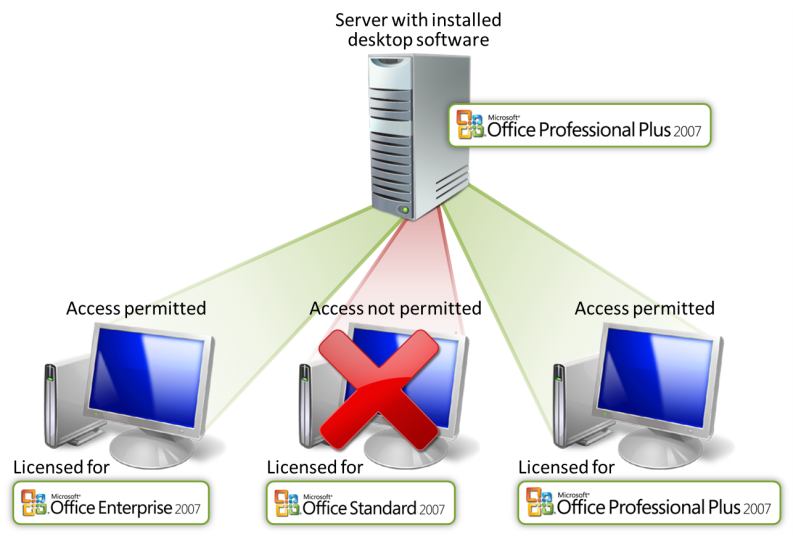 Server with installed
desktop software
Microsoft®
Office Professional Plus 2007
Access permitted
Access not permitted
Access permitted
Licensed for
Microsoft®
Office Enterprise 2007
Licensed for
Microsoft®
Office Standard 2007
Licensed for
Microsoft®
Office Professional Plus 2007